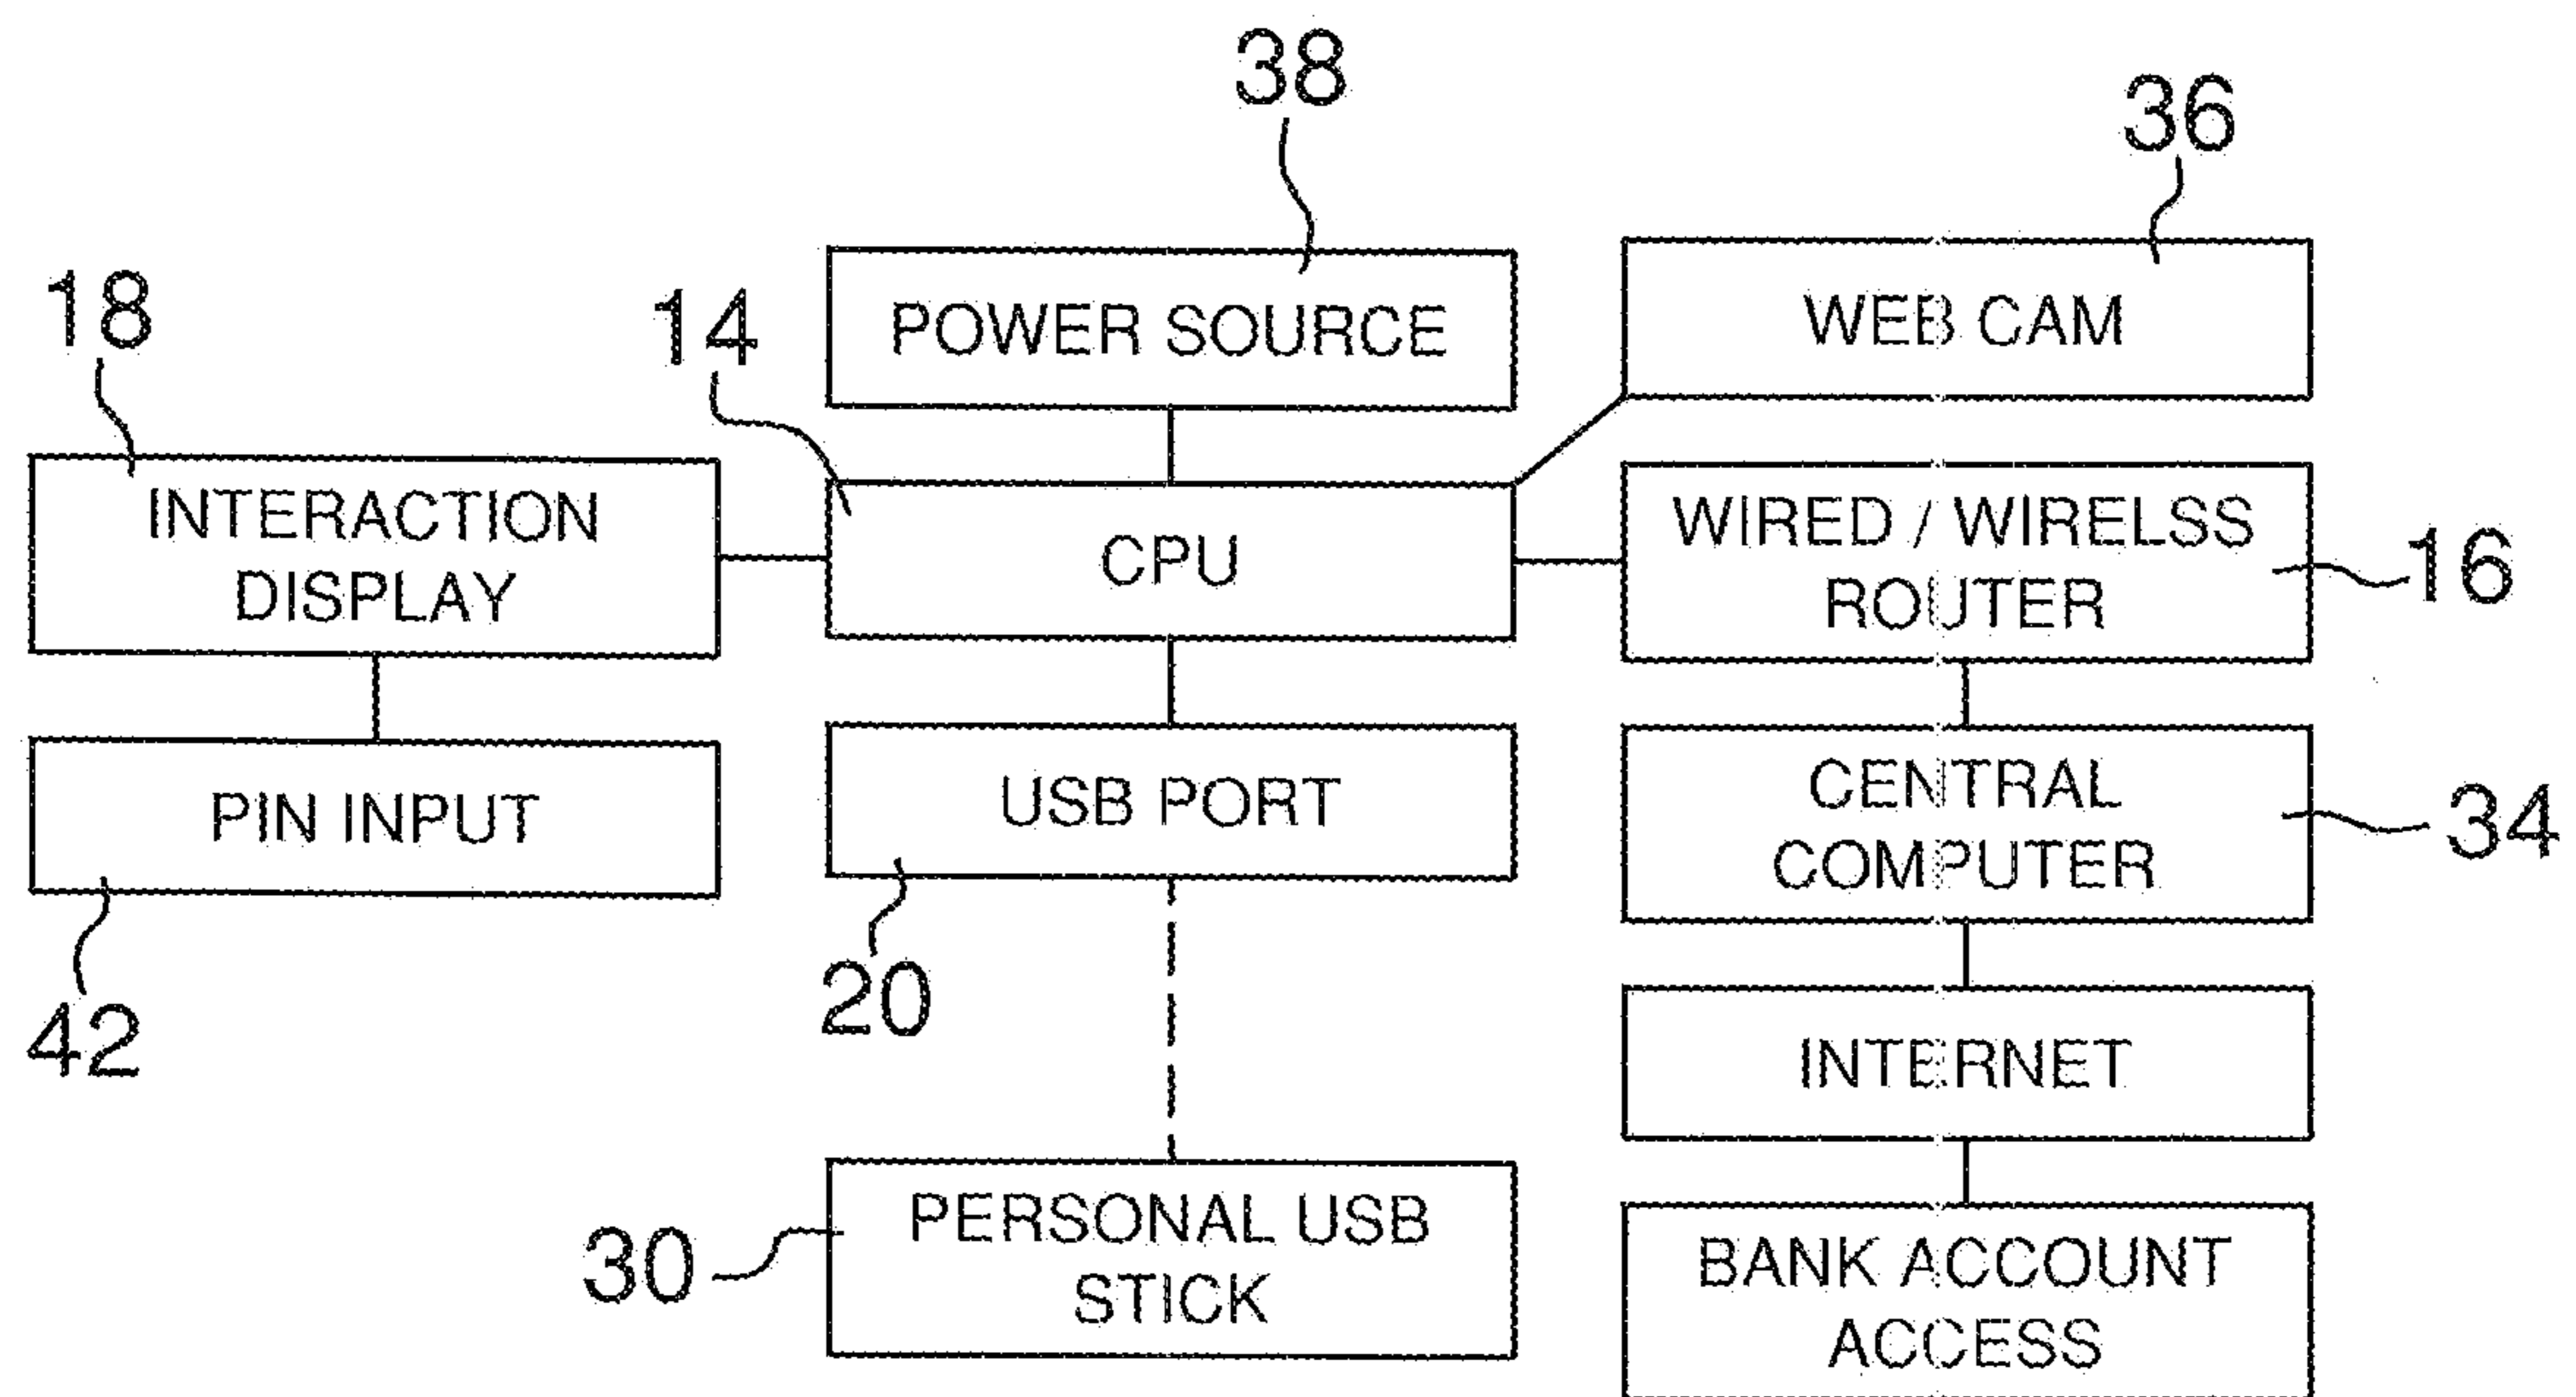 38
36
18
14
POWER SOURCE
WEB CAM
INTERACTION
DISPLAY
CPU
WIRED / WIRELSS
ROUTER
16
PIN INPUT
USB PORT
CENTRAL
COMPUTER
34
42
20
INTERNET
30
PERSONAL USB
STICK
BANK ACCOUNT
ACCESS